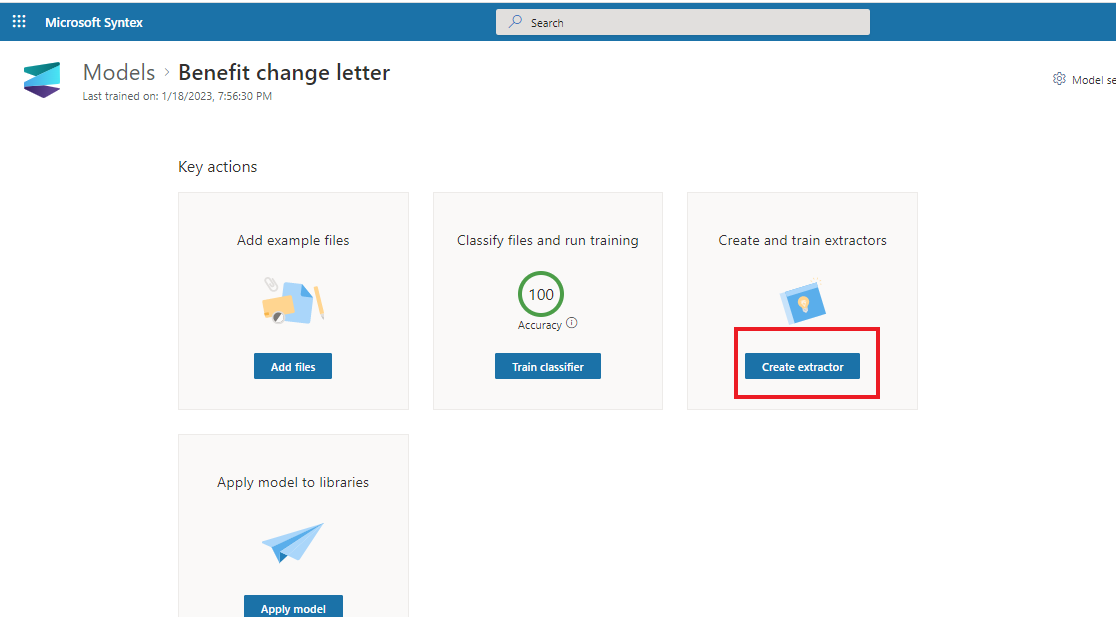 Microsoft Syntex
Search
Models > Benefit change letter
Last trained on: 1/18/2023, 7:56:30 PM
Model se
Key actions
Add example files
Add files
Classify files and run training
100
Accuracy
Train classifier
Create and train extractors
Create extractor
Apply model to libraries
Apply model